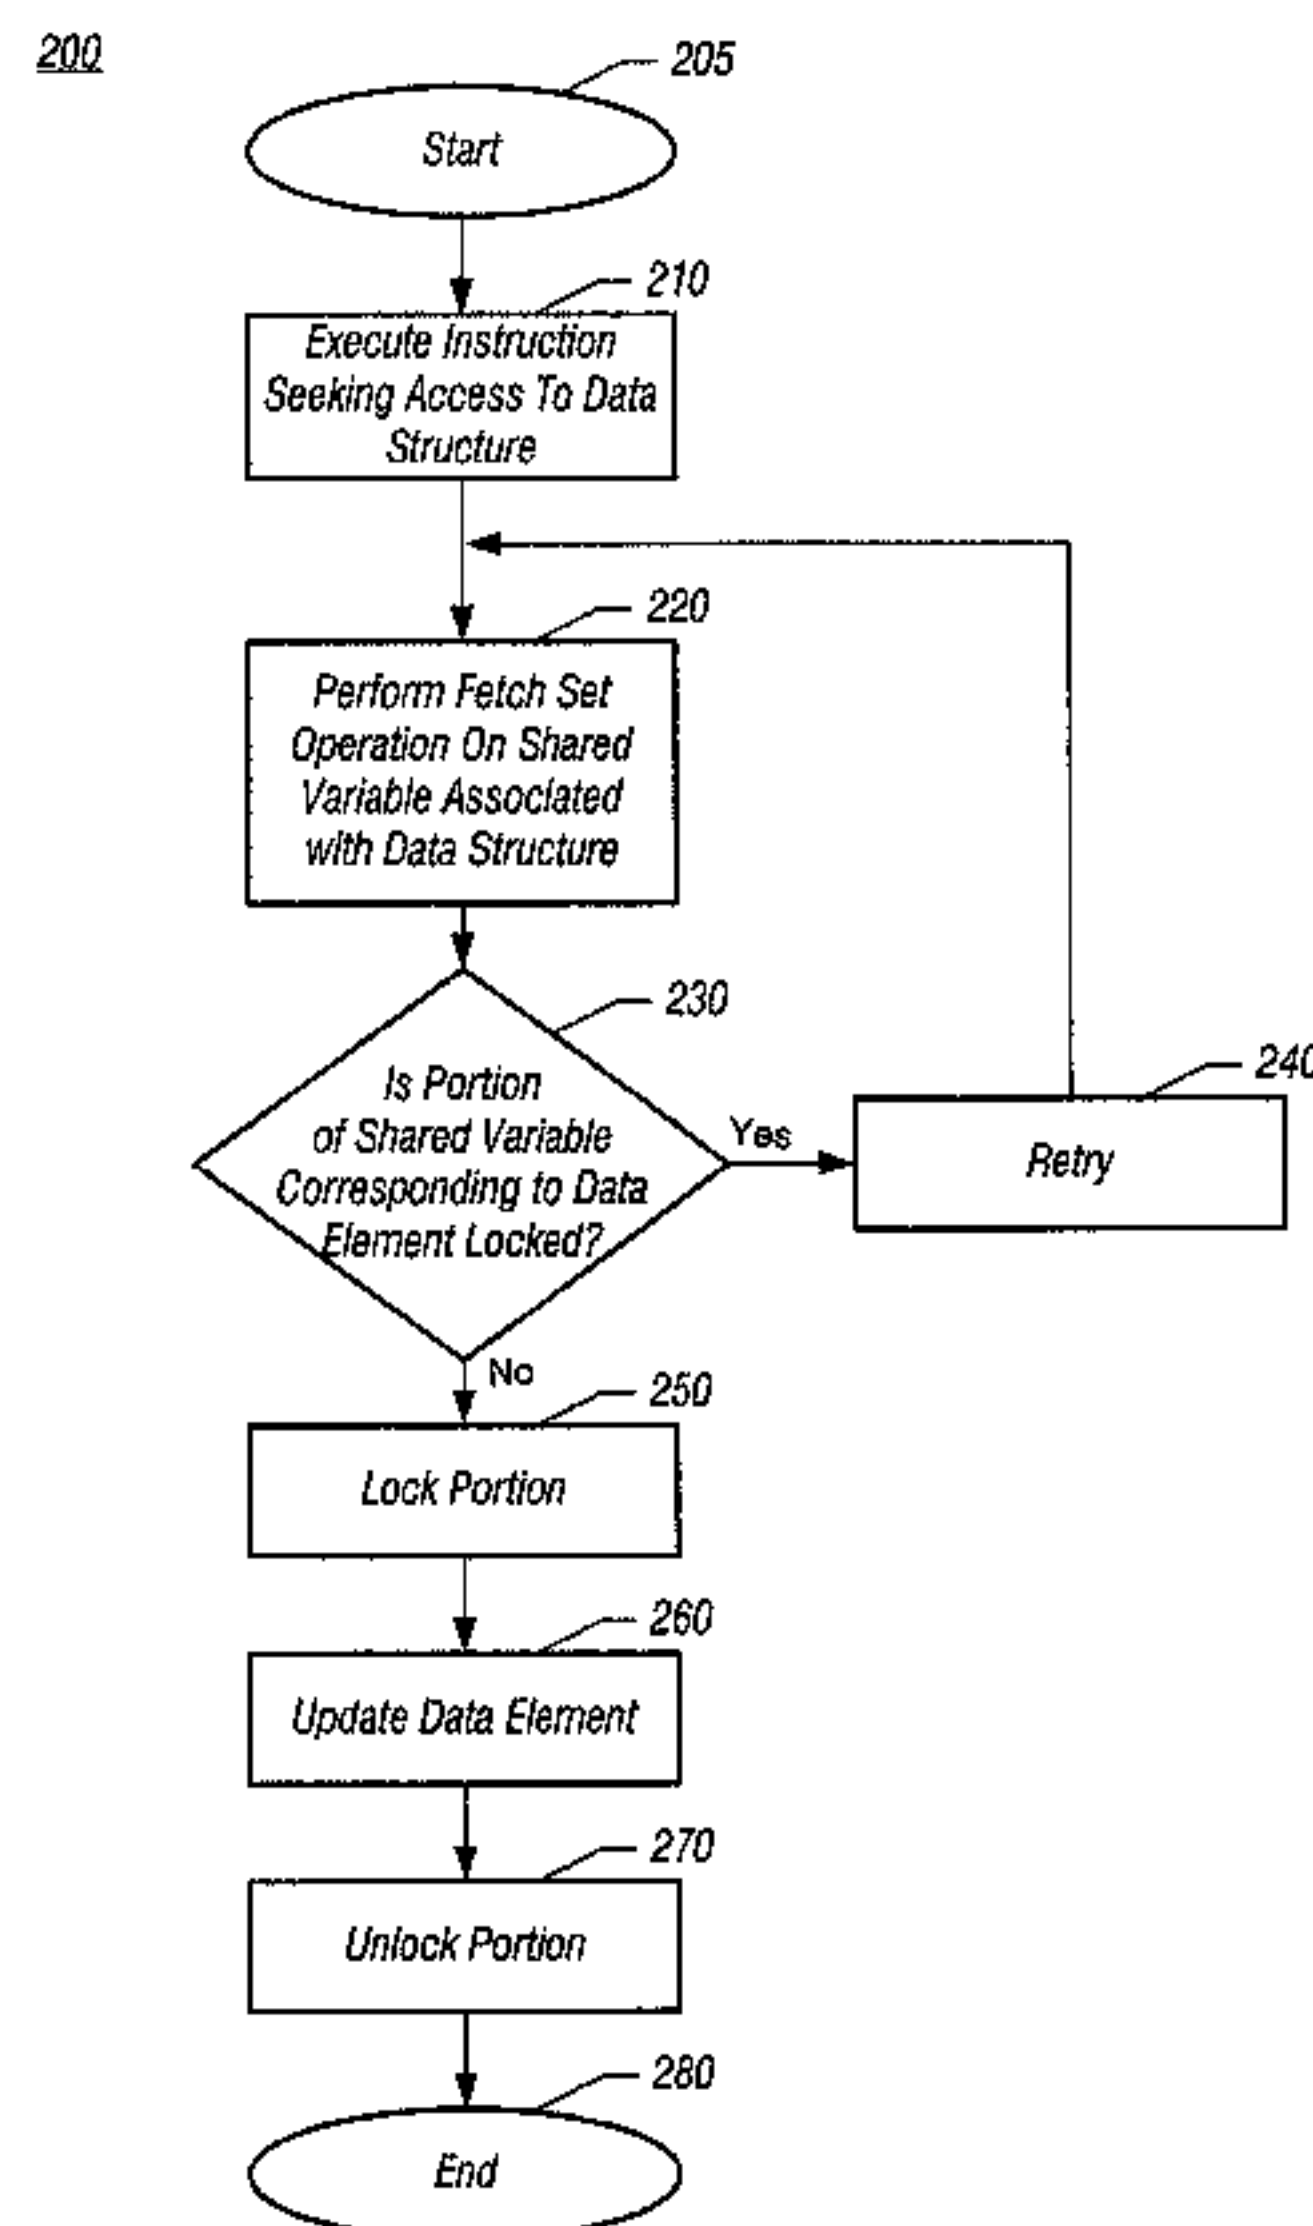 200
205
Start
210
Execute Instruction
Seeking Access To Data
Structure
220
Perform Fetch Set
Operation On Shared
Variable Associated
with Data Structure
230
Is Portion
of Shared Variable
Corresponding to Data
Element Locked?
Yes
240
Retry
No
250
Lock Portion
260
Update Data Element
270
Unlock Portion
280
End